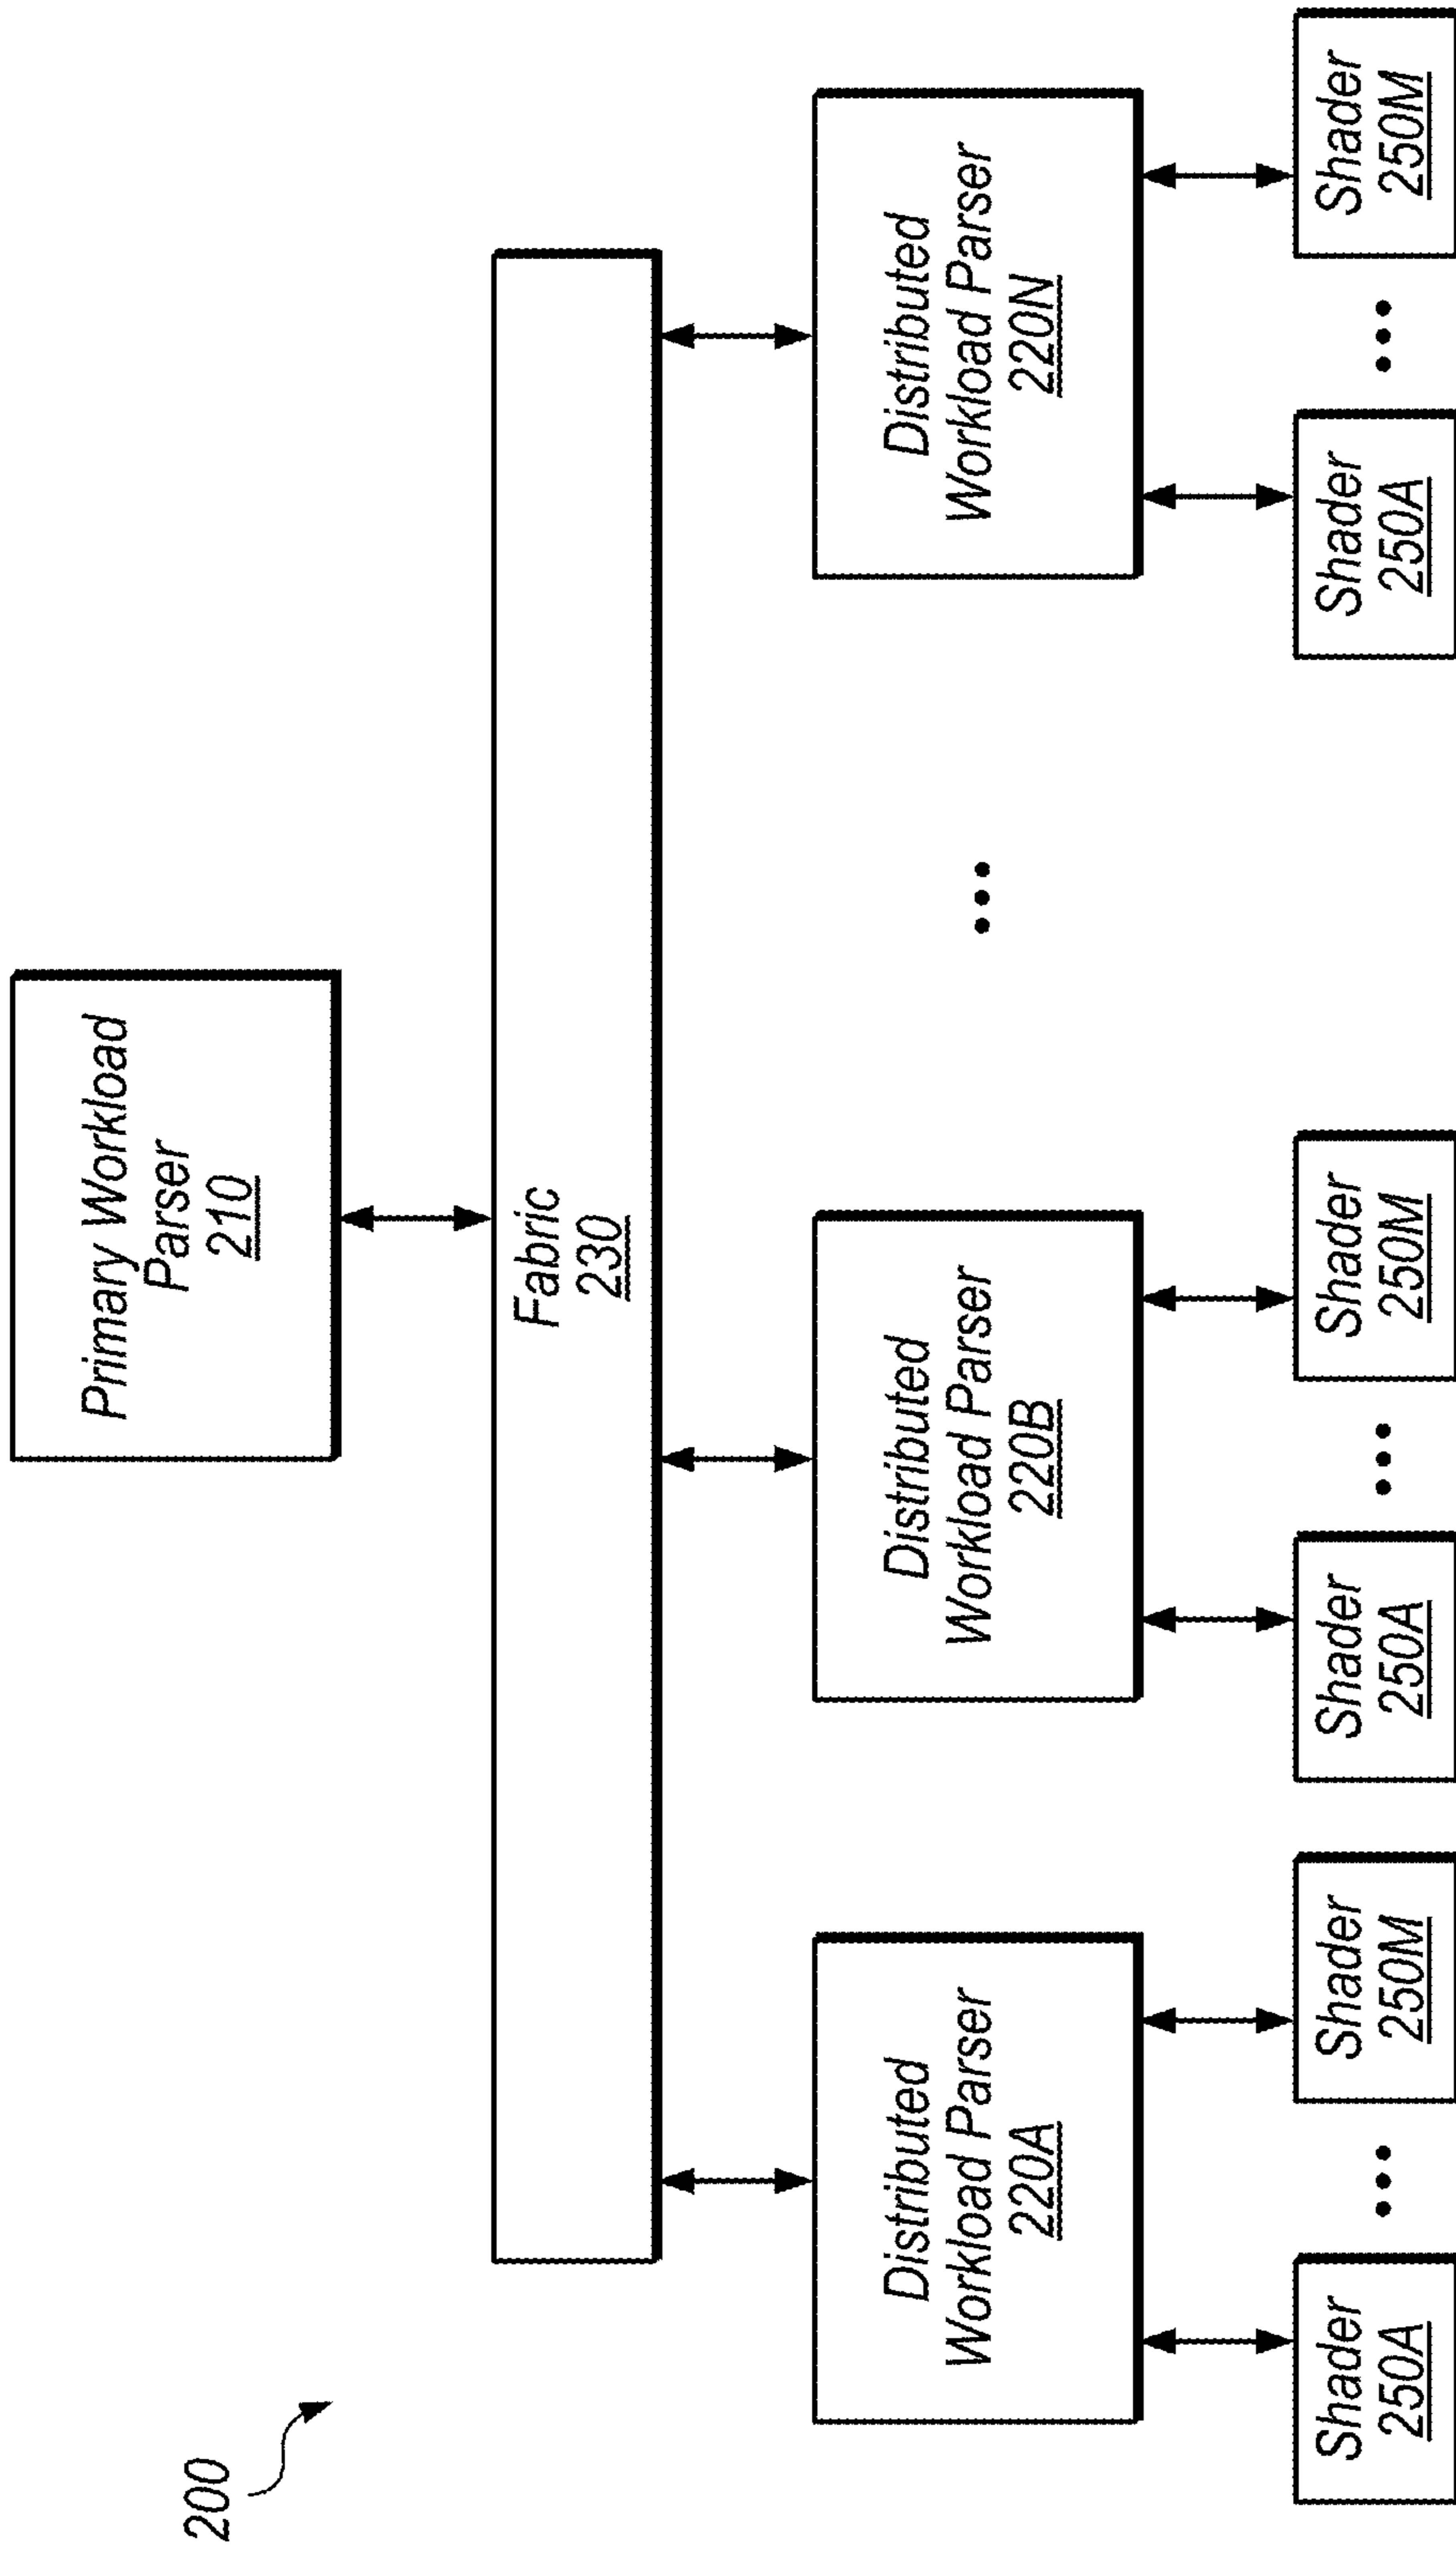 200
Primary Workload
Parser
210
Fabric
230
Distributed
Workload Parser
220A
Distributed
Workload Parser
220B
...
Distributed
Workload Parser
220N
Shader
250A
...
Shader
250M
Shader
250A
...
Shader
250M
Shader
250A
...
Shader
250M